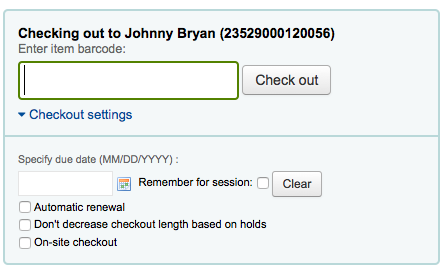 Checking out to Johnny Bryan (23529000120056)
Enter item barcode:
Check out
Checkout settings
Specify due date (MM/DD/YYYY) :
Remember for session: Clear
Automatic renewal
Don't decrease checkout length based on holds
On-site checkout